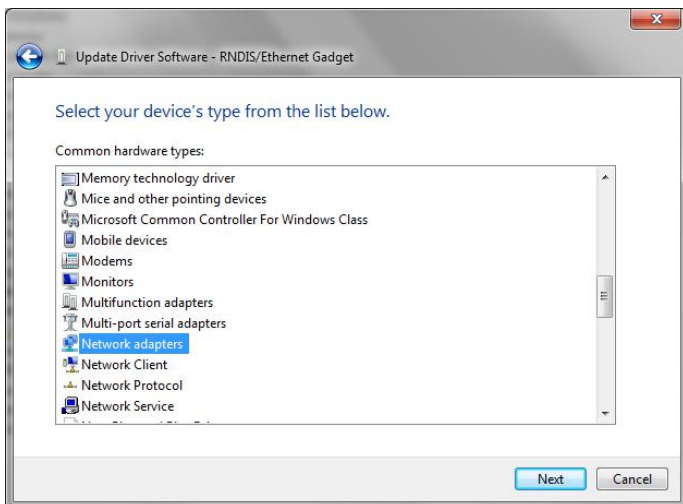 Update Driver Software - RNDIS/Ethernet Gadget
Select your device's type from the list below.
Common hardware types:
Memory technology driver
Mice and other pointing devices
Microsoft Common Controller For Windows Class
Mobile devices
Modems
Monitors
Multifunction adapters
Multi-port serial adapters
Network adapters
Network Client
Network Protocol
Network Service
Next Cancel